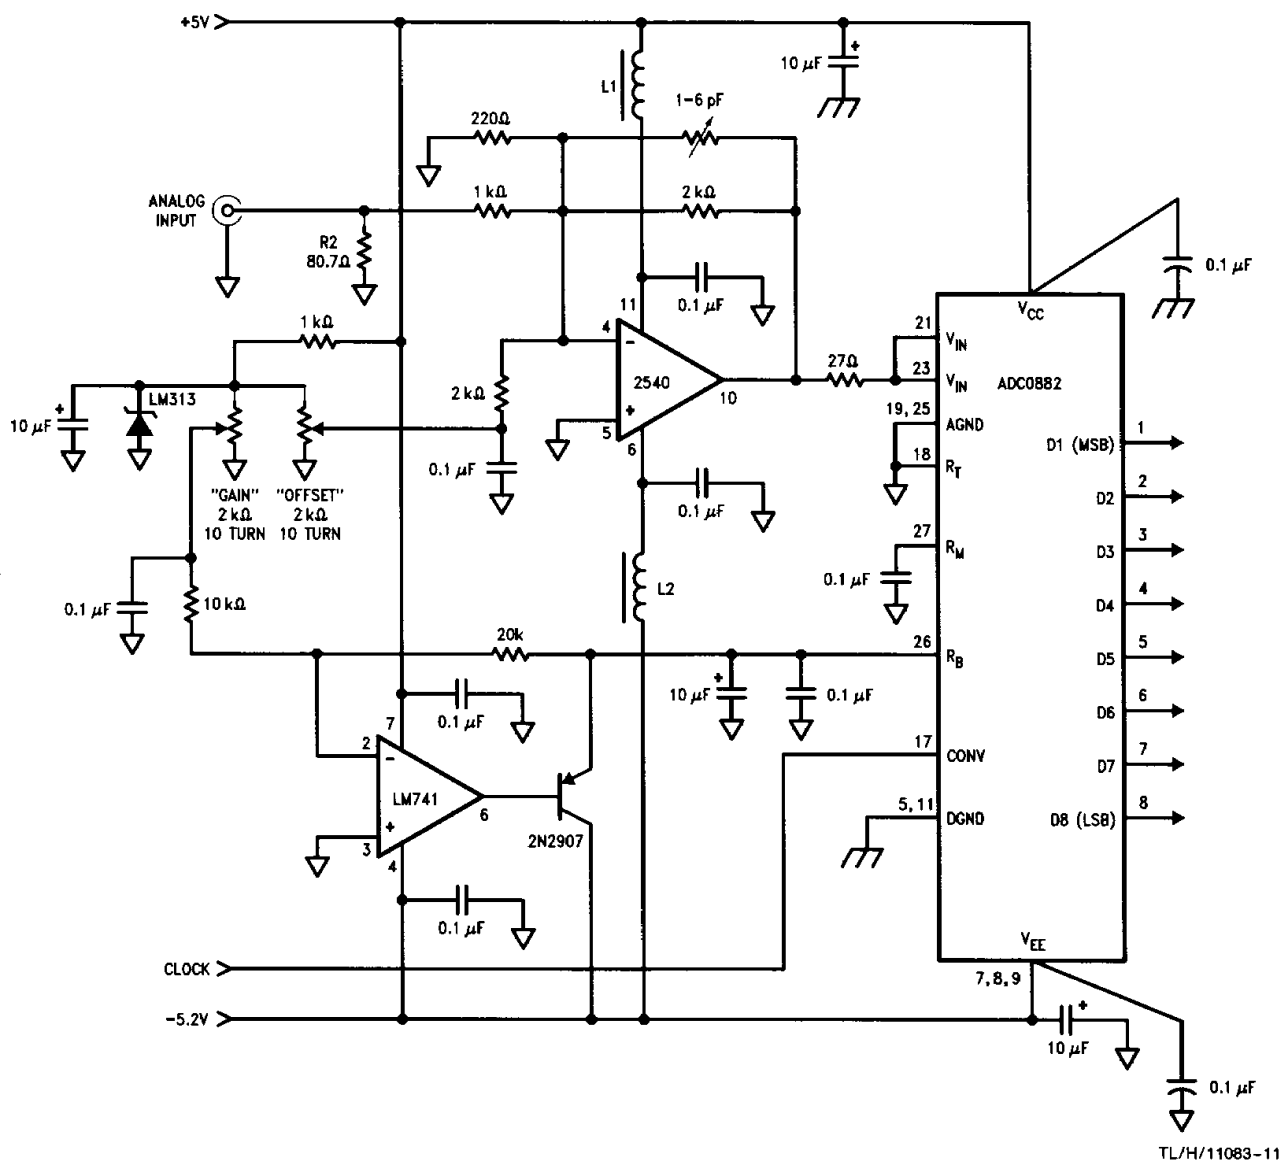 +5V
10 μF
+
L1
1-6 pF
220Ω
ANALOG
INPUT
1 kΩ
2 kΩ
R2
80.7Ω
0.1 μF
0.1 μF
11
VCC
1 kΩ
4
-
2540
+
5
6
10
27Ω
21
VIN
23
VIN
ADC0882
LM313
2 kΩ
19, 25
AGND
+
10 μF
18
RT
D1 (MSB)
1
0.1 μF
"GAIN"
2 kΩ
10 TURN
"OFFSET"
2 kΩ
10 TURN
0.1 μF
D2
2
27
RM
D3
3
0.1 μF
L2
0.1 μF
10 kΩ
D4
4
20k
26
RB
D5
5
+
10 μF
0.1 μF
0.1 μF
D6
6
7
2
-
LM741
+
3
4
6
2N2907
17
CONV
D7
7
5, 11
DGND
D8 (LSB)
8
0.1 μF
VEE
CLOCK
7, 8, 9
-5.2V
+
10 μF
0.1 μF
TL/H/11083-11